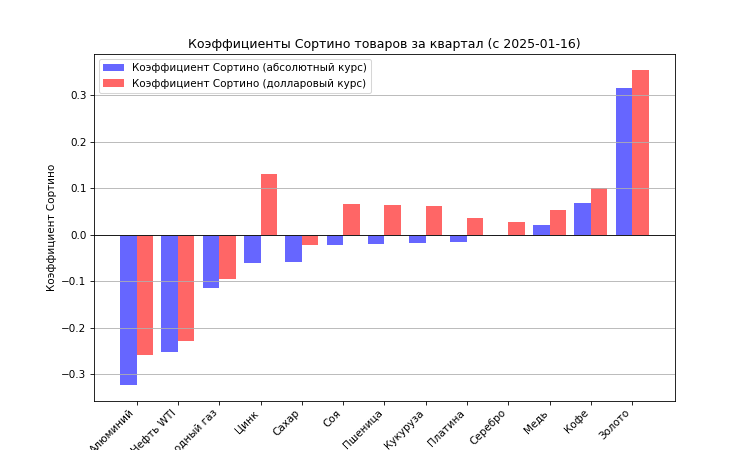 Коэффициенты Сортино товаров за квартал (с 2025-01-16)
Коэффициент Сортино (абсолютный курс)
Коэффициент Сортино (долларовый курс)
Коэффициент Сортино
0.3
0.2
0.1
0.0
−0.1
−0.2
−0.3
Алюминий
Нефть WTI
газ
Цинк
Сахар
Соя
Пшеница
Кукуруза
Платина
Серебро
Медь
Кофе
Золото